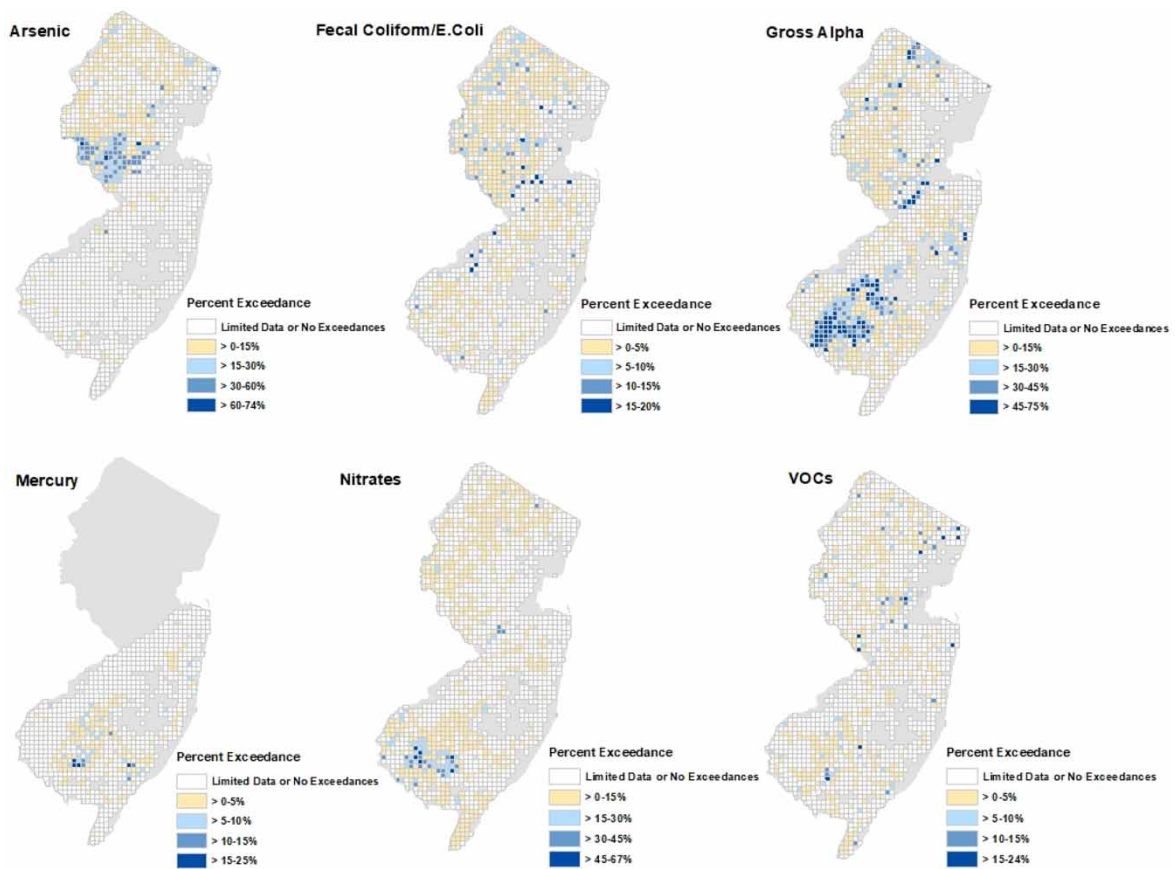 Arsenic
Percent Exceedance
Limited Data or No Exceedances
> 0-15%
> 15-30%
> 30-60%
> 60-74%
Fecal Coliform/E.Coli
Percent Exceedance
Limited Data or No Exceedances
> 0-5%
> 5-10%
> 10-15%
> 15-20%
Gross Alpha
Percent Exceedance
Limited Data or No Exceedances
> 0-15%
> 15-30%
> 30-45%
> 45-75%
Mercury
Percent Exceedance
Limited Data or No Exceedances
> 0-5%
> 5-10%
> 10-15%
> 15-25%
Nitrates
Percent Exceedance
Limited Data or No Exceedances
> 0-15%
> 15-30%
> 30-45%
> 45-67%
VOCs
Percent Exceedance
Limited Data or No Exceedances
> 0-5%
> 5-10%
> 10-15%
> 15-24%